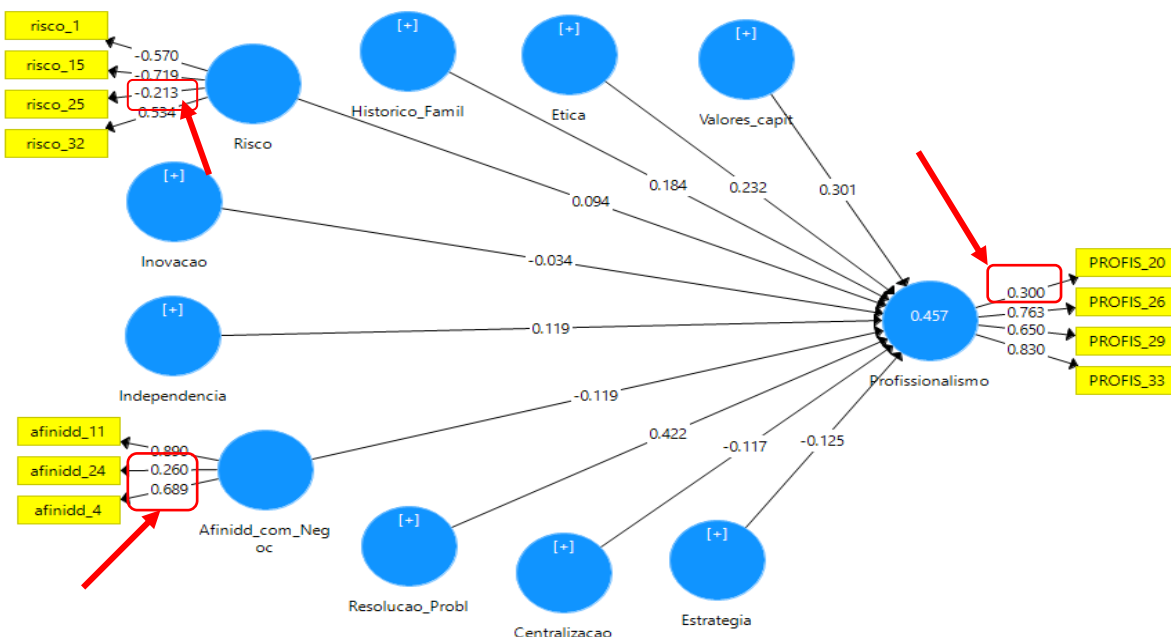 risco_1
risco_15
risco_25
risco_32
-0.570
-0.719
-0.213
0.534
Risco
[+]
Historico_Famil
[+]
Etica
[+]
Valores_capit
[+]
Inovacao
[+]
Independencia
afinidd_11
afinidd_24
afinidd_4
0.890
0.260
0.689
Afinidd_com_Neg
oc
[+]
Resolucao_Probl
[+]
Centralizacao
[+]
Estrategia
0.184
0.232
0.301
0.094
-0.034
0.119
-0.119
0.422
-0.117
-0.125
0.457
Profissionalismo
0.300
0.763
0.650
0.830
PROFIS_20
PROFIS_26
PROFIS_29
PROFIS_33